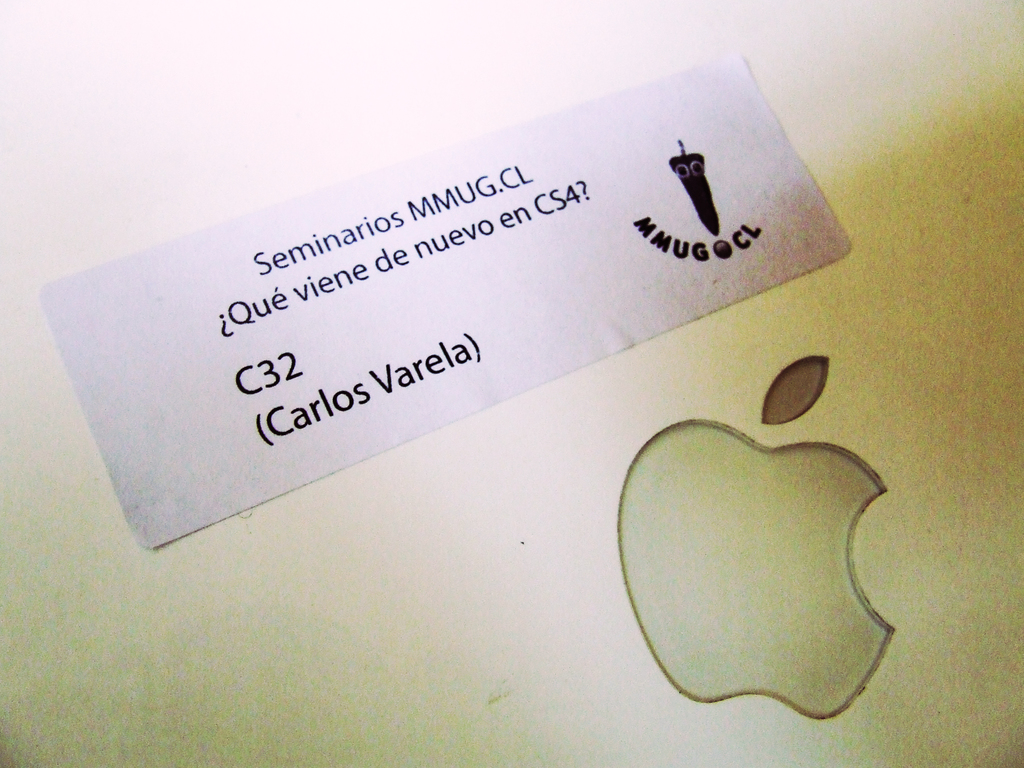 Seminarios MMUG.CL
¿Qué viene de nuevo en CS4?
C32
(Carlos Varela)
MMUG.CL